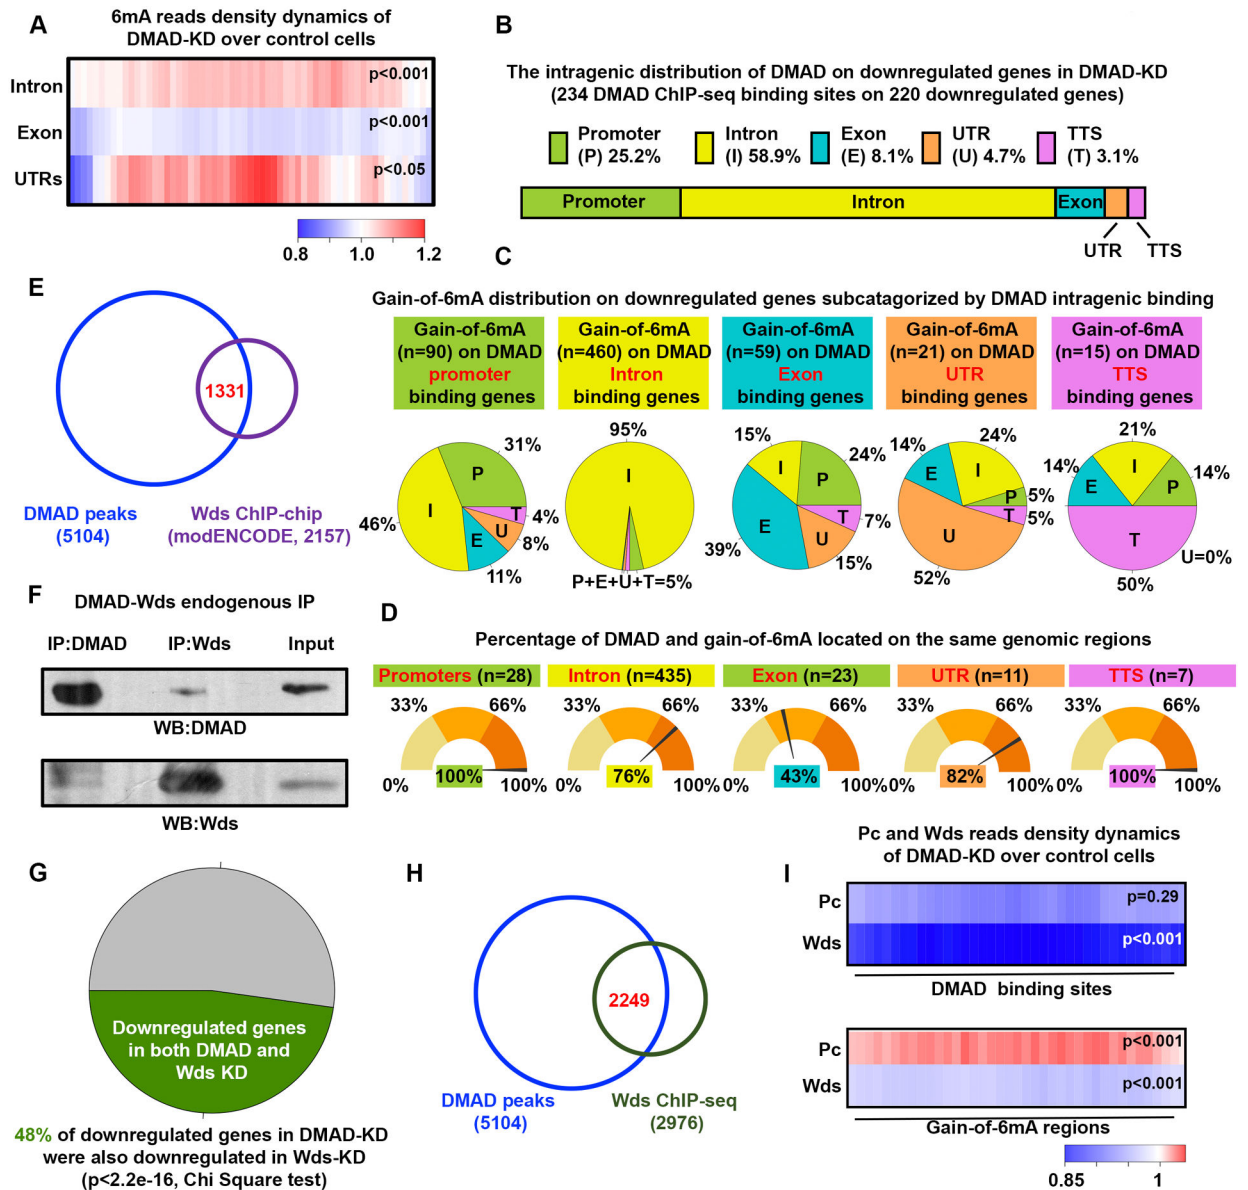 A
6mA reads density dynamics of
DMAD-KD over control cells
Intron
p<0.001
Exon
p<0.001
UTRs
p<0.05
0.8 1.0 1.2
B
The intragenic distribution of DMAD on downregulated genes in DMAD-KD
(234 DMAD ChIP-seq binding sites on 220 downregulated genes)
Promoter
(P) 25.2%
Intron
(I) 58.9%
Exon
(E) 8.1%
UTR
(U) 4.7%
TTS
(T) 3.1%
Promoter Intron Exon
UTR TTS
C
Gain-of-6mA distribution on downregulated genes subcatagorized by DMAD intragenic binding
Gain-of-6mA
(n=90) on DMAD
promoter
binding genes
Gain-of-6mA
(n=460) on DMAD
Intron
binding genes
Gain-of-6mA
(n=59) on DMAD
Exon
binding genes
Gain-of-6mA
(n=21) on DMAD
UTR
binding genes
Gain-of-6mA
(n=15) on DMAD
TTS
binding genes
31%
P
I
T
4%
46%
U
8%
E
11%
95%
I
P+E+U+T=5%
15%
I
P
24%
E
T
7%
39%
U
15%
24%
14%
E
I
P
5%
T
5%
U
52%
21%
14%
E
I
P
14%
T
U=0%
50%
D
Percentage of DMAD and gain-of-6mA located on the same genomic regions
Promoters (n=28)
33% 66%
100%
0% 100%
Intron (n=435)
33% 66%
76%
0% 100%
Exon (n=23)
33% 66%
43%
0% 100%
UTR (n=11)
33% 66%
82%
0% 100%
TTS (n=7)
33% 66%
100%
0% 100%
E
1331
DMAD peaks
(5104)
Wds ChIP-chip
(modENCODE, 2157)
F
DMAD-Wds endogenous IP
IP:DMAD IP:Wds Input
WB:DMAD
WB:Wds
G
Downregulated genes
in both DMAD and
Wds KD
48% of downregulated genes in DMAD-KD
were also downregulated in Wds-KD
(p<2.2e-16, Chi Square test)
H
2249
DMAD peaks
(5104)
Wds ChIP-seq
(2976)
I
Pc and Wds reads density dynamics
of DMAD-KD over control cells
Pc
p=0.29
Wds
p<0.001
DMAD binding sites
Pc
p<0.001
Wds
p<0.001
Gain-of-6mA regions
0.85 1